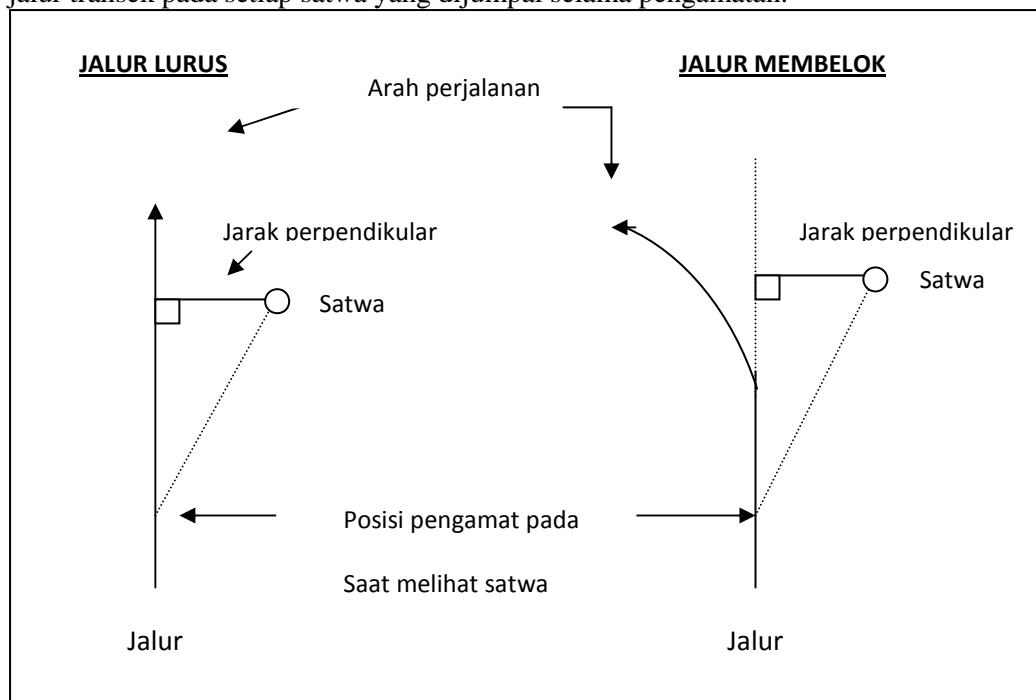 jalur transek pada setiap satwa yang dijumpai selama pengamatan.
JALUR LURUS
JALUR MEMBELOK
Arah perjalanan
Jarak perpendikular
Jarak perpendikular
Satwa
Satwa
Posisi pengamat pada
Saat melihat satwa
Jalur
Jalur